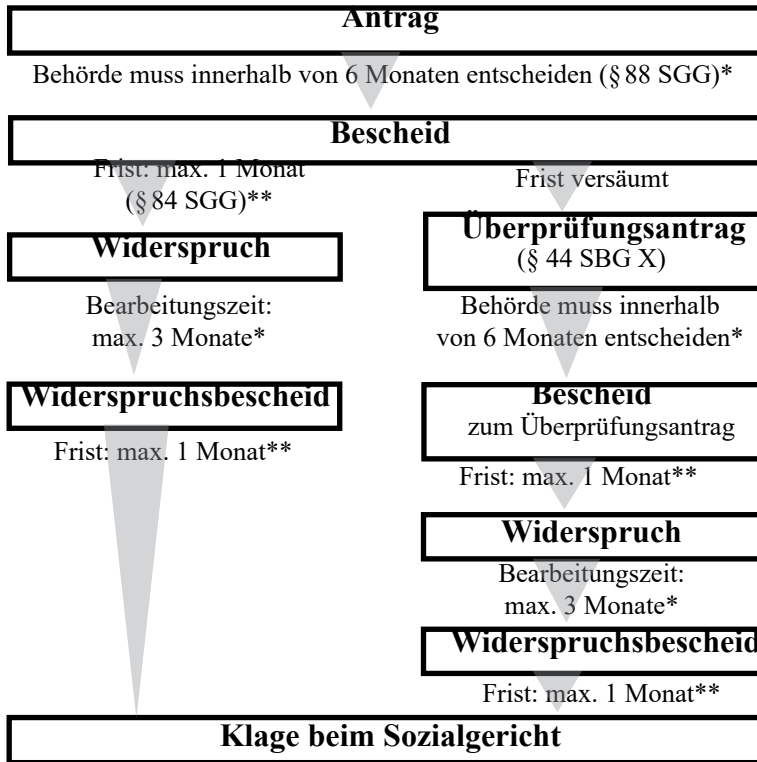 Antrag
Behörde muss innerhalb von 6 Monaten entscheiden (§ 88 SGG)*
Bescheid
Frist: max. 1 Monat
(§ 84 SGG)**
Widerspruch
Bearbeitungszeit:
max. 3 Monate*
Widerspruchsbescheid
Frist: max. 1 Monat**
Frist versäumt
Überprüfungsantrag
(§ 44 SBG X)
Behörde muss innerhalb
von 6 Monaten entscheiden*
Bescheid
zum Überprüfungsantrag
Frist: max. 1 Monat**
Widerspruch
Bearbeitungszeit:
max. 3 Monate*
Widerspruchsbescheid
Frist: max. 1 Monat**
Klage beim Sozialgericht